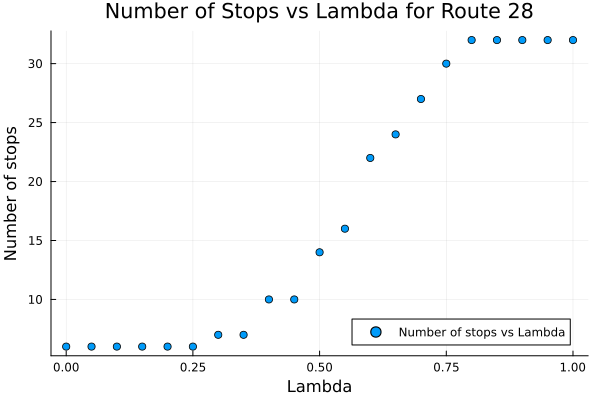 Number of Stops vs Lambda for Route 28
Number of stops
30
25
20
15
10
Number of stops vs Lambda
0.00 0.25 0.50 0.75 1.00
Lambda